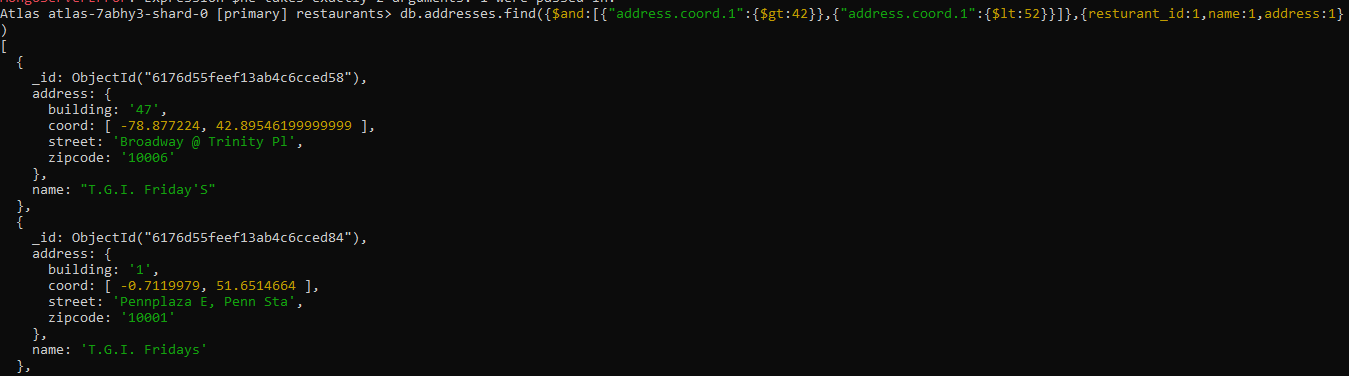 MongoServerError: Expression $ne takes exactly 2 arguments. 1 were passed in.
Atlas atlas-7abhy3-shard-0 [primary] restaurants> db.addresses.find({$and:[{"address.coord.1":{$gt:42}},{"address.coord.1":{$lt:52}}]},{resturant_id:1,name:1,address:1}
)
[
  {
    _id: ObjectId("6176d55feef13ab4c6cced58"),
    address: {
      building: '47',
      coord: [ -78.877224, 42.89546199999999 ],
      street: 'Broadway @ Trinity Pl',
      zipcode: '10006'
    },
    name: "T.G.I. Friday'S"
  },
  {
    _id: ObjectId("6176d55feef13ab4c6cced84"),
    address: {
      building: '1',
      coord: [ -0.7119979, 51.6514664 ],
      street: 'Pennplaza E, Penn Sta',
      zipcode: '10001'
    },
    name: 'T.G.I. Fridays'
  },